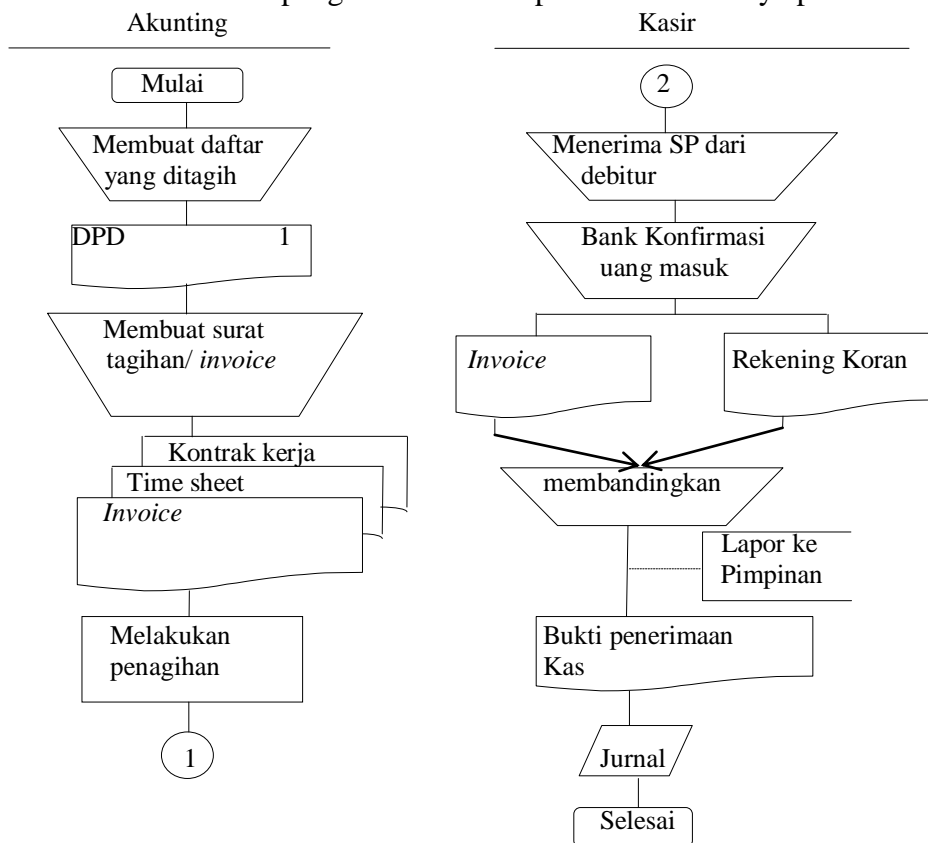 Akunting
Mulai
Membuat daftar
yang ditagih
DPD 1
Membuat surat
tagihan/ invoice
Kontrak kerja
Time sheet
Invoice
Melakukan
penagihan
1
Kasir
2
Menerima SP dari
debitur
Bank Konfirmasi
uang masuk
Invoice
Rekening Koran
membandingkan
Lapor ke
Pimpinan
Bukti penerimaan
Kas
Jurnal
Selesai